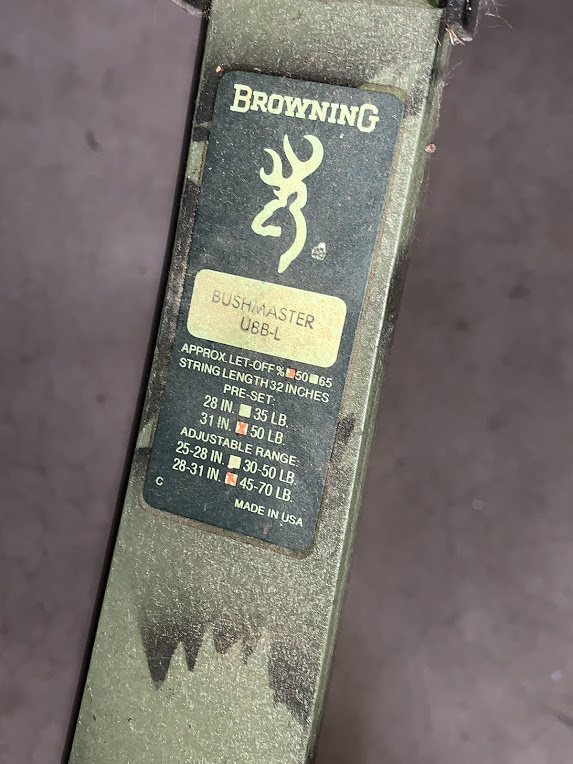 BROWNING
BUSHMASTER
U8B-L
APPROX. LET-OFF % 50 65
STRING LENGTH 32 INCHES
PRE-SET:
28 IN. 35 LB.
31 IN. 50 LB.
ADJUSTABLE RANGE:
25-28 IN. 30-50 LB.
28-31 IN. 45-70 LB.
C
MADE IN USA